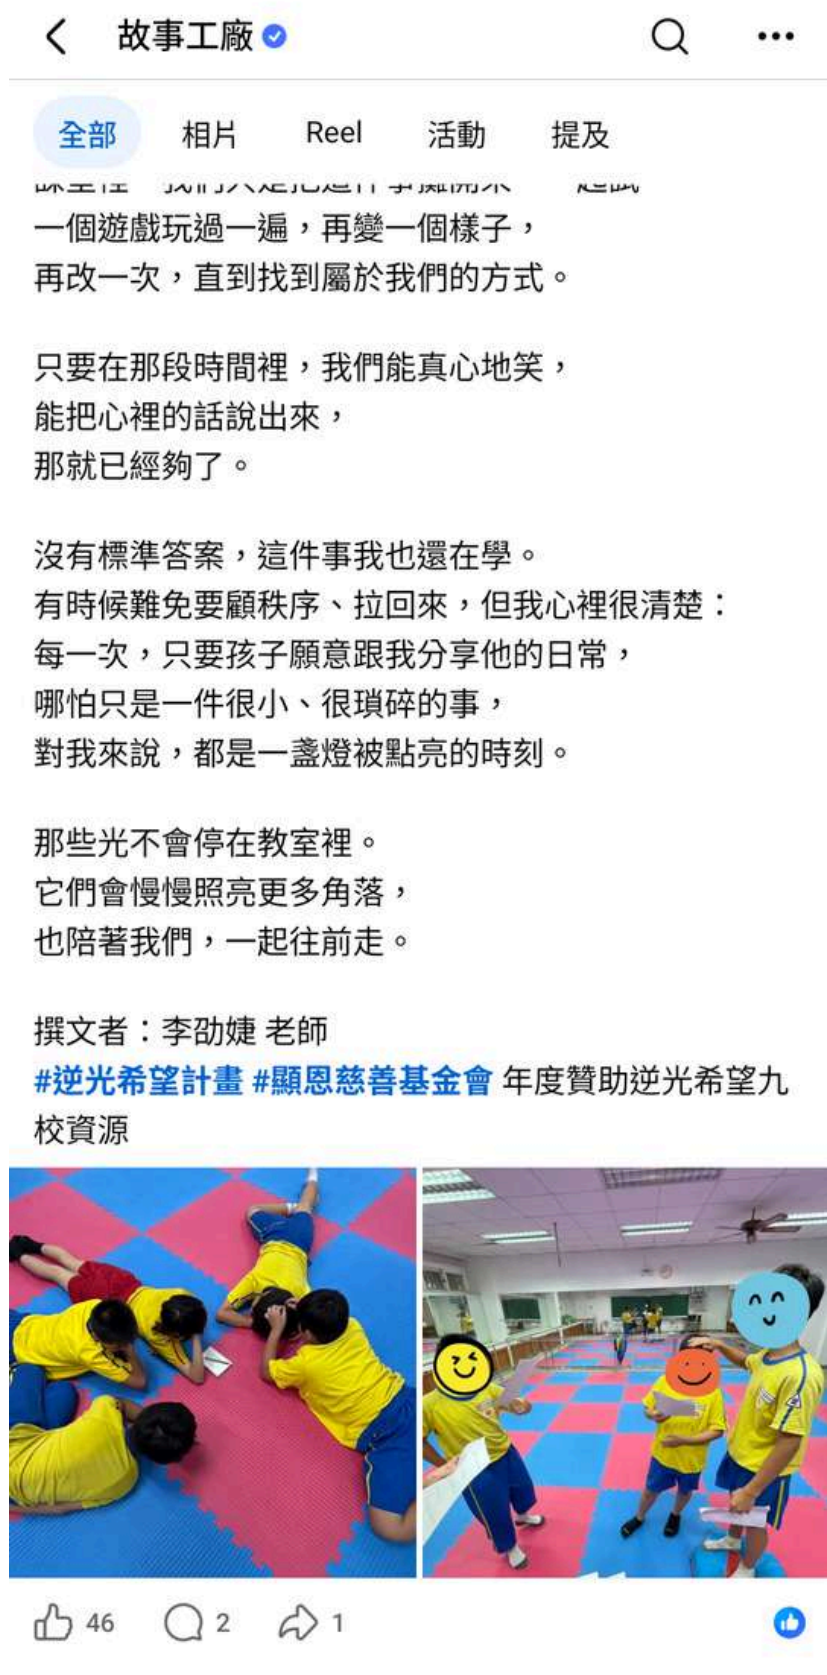 故事工廠
全部 相片 Reel 活動 提及
一個遊戲玩過一遍，再變一個樣子，
再改一次，直到找到屬於我們的方式。
只要在那段時間裡，我們能真心地笑，
能把心裡的話說出來，
那就已經夠了。
沒有標準答案，這件事我也還在學。
有時候難免要顧秩序、拉回來，但我心裡很清楚：
每一次，只要孩子願意跟我分享他的日常，
哪怕只是一件很小、很瑣碎的事，
對我來說，都是一盞燈被點亮的時刻。
那些光不會停在教室裡。
它們會慢慢照亮更多角落，
也陪著我們，一起往前走。
撰文者：李劭婕 老師
#逆光希望計畫 #顯恩慈善基金會 年度贊助逆光希望九
校資源
46 2 1